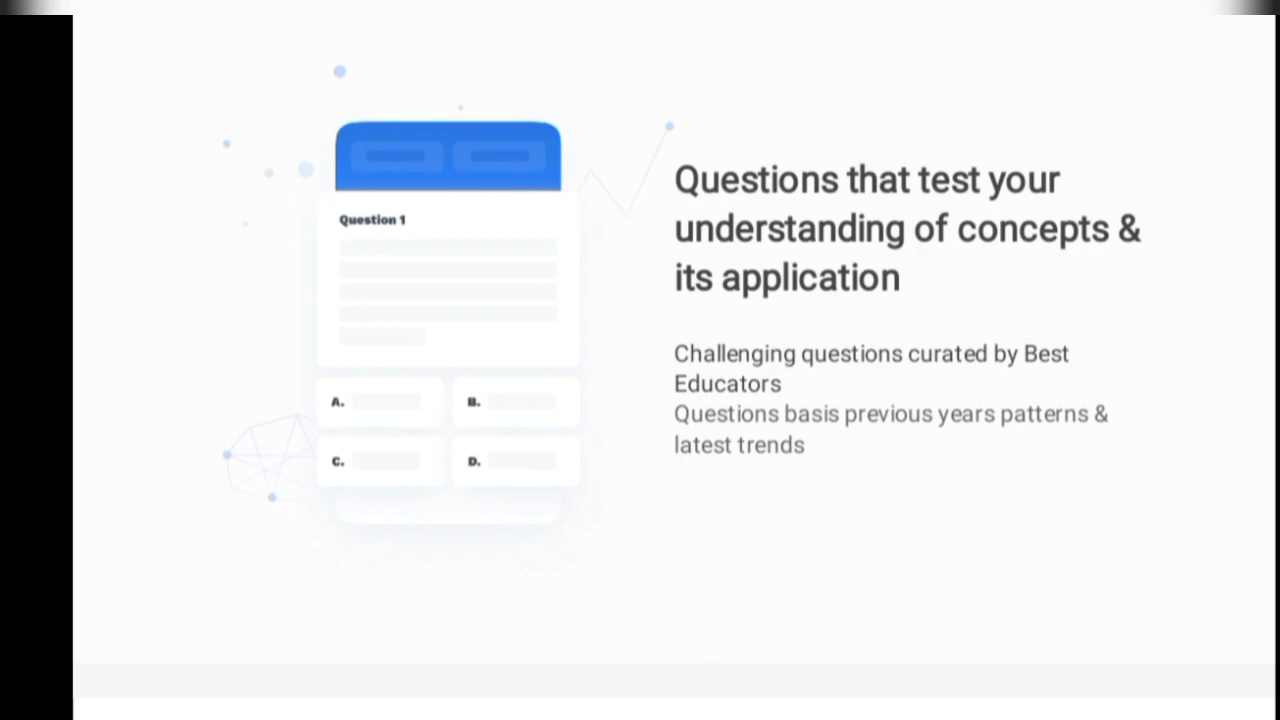 Question 1
A.
B.
C.
D.
Questions that test your
understanding of concepts &
its application
Challenging questions curated by Best
Educators
Questions basis previous years patterns &
latest trends